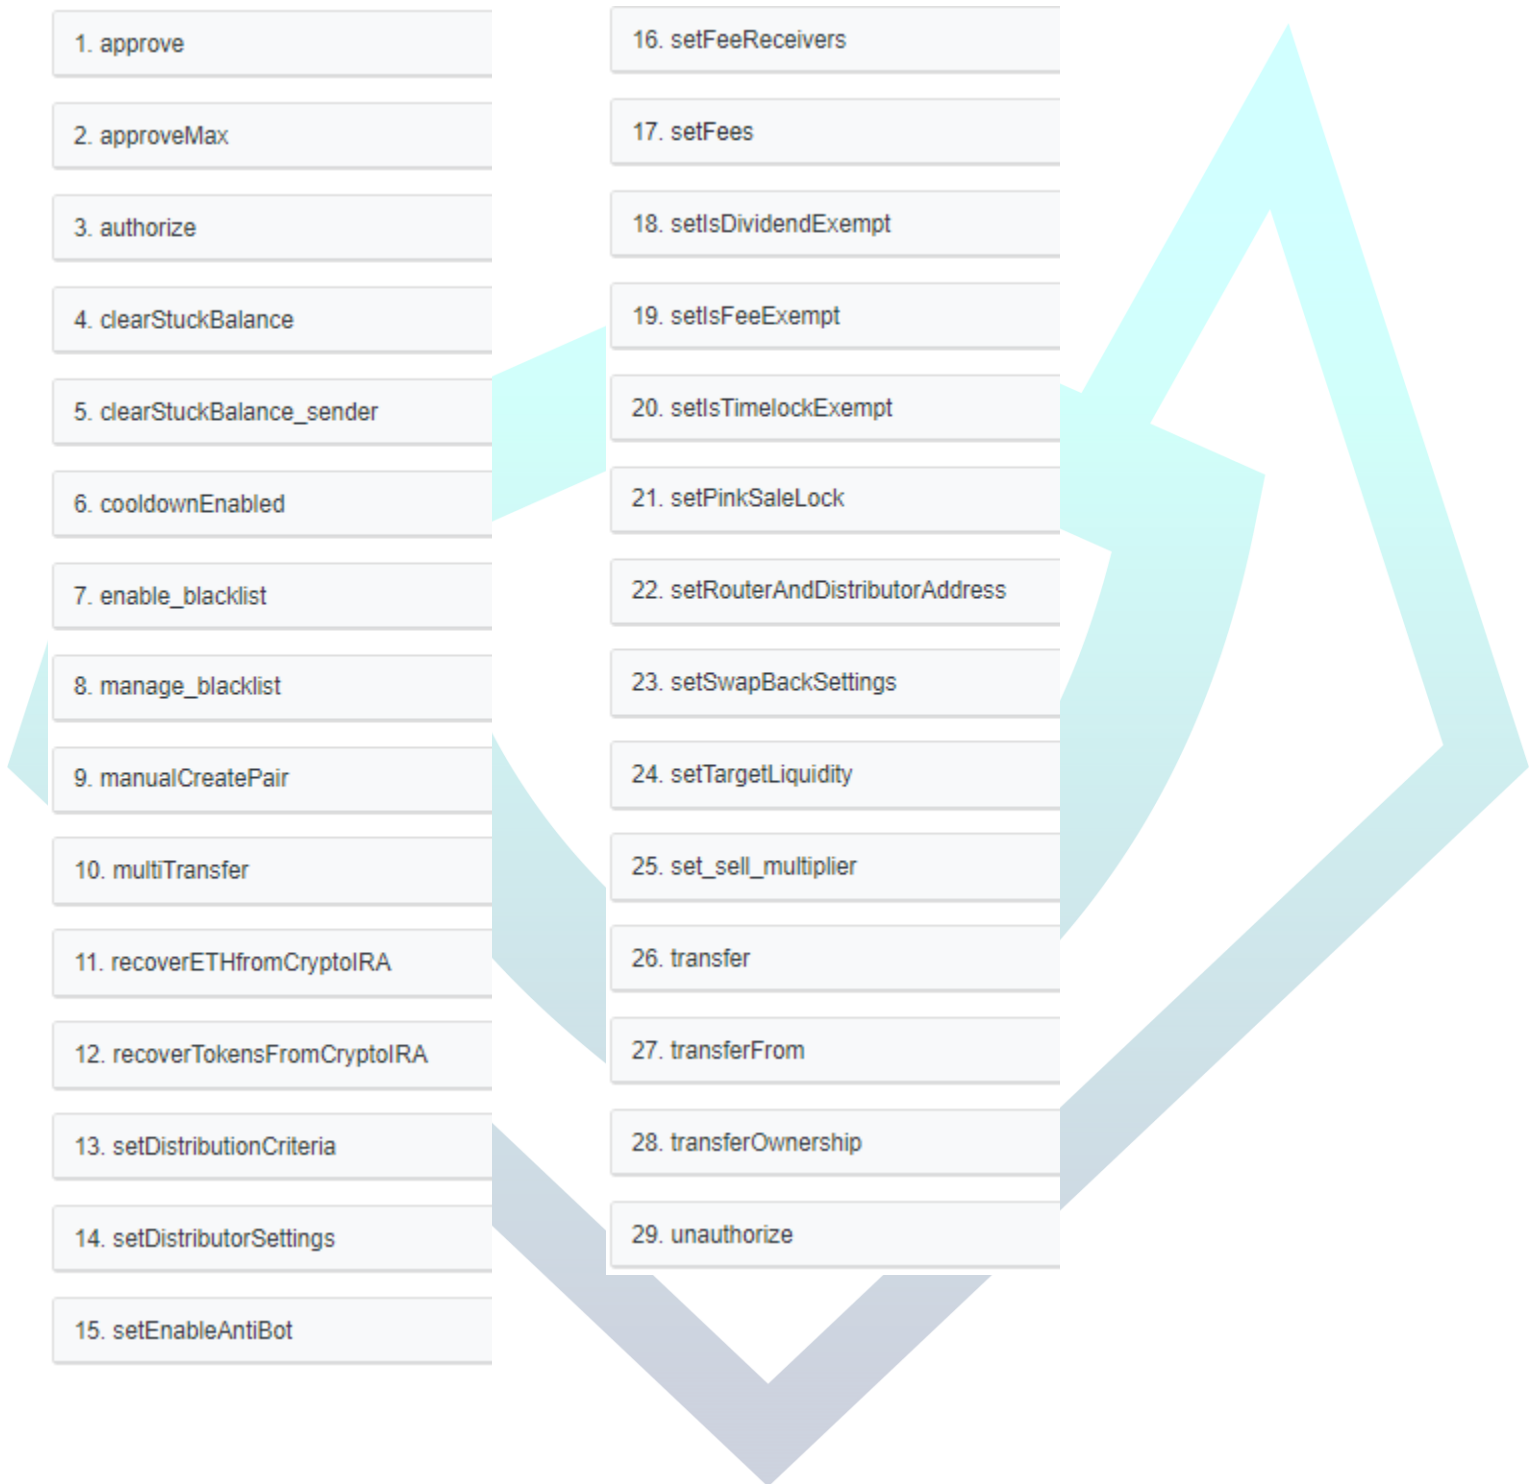 1. approve
2. approveMax
3. authorize
4. clearStuckBalance
5. clearStuckBalance_sender
6. cooldownEnabled
7. enable_blacklist
8. manage_blacklist
9. manualCreatePair
10. multiTransfer
11. recoverETHfromCryptoIRA
12. recoverTokensFromCryptoIRA
13. setDistributionCriteria
14. setDistributorSettings
15. setEnableAntiBot
16. setFeeReceivers
17. setFees
18. setIsDividendExempt
19. setIsFeeExempt
20. setIsTimelockExempt
21. setPinkSaleLock
22. setRouterAndDistributorAddress
23. setSwapBackSettings
24. setTargetLiquidity
25. set_sell_multiplier
26. transfer
27. transferFrom
28. transferOwnership
29. unauthorize